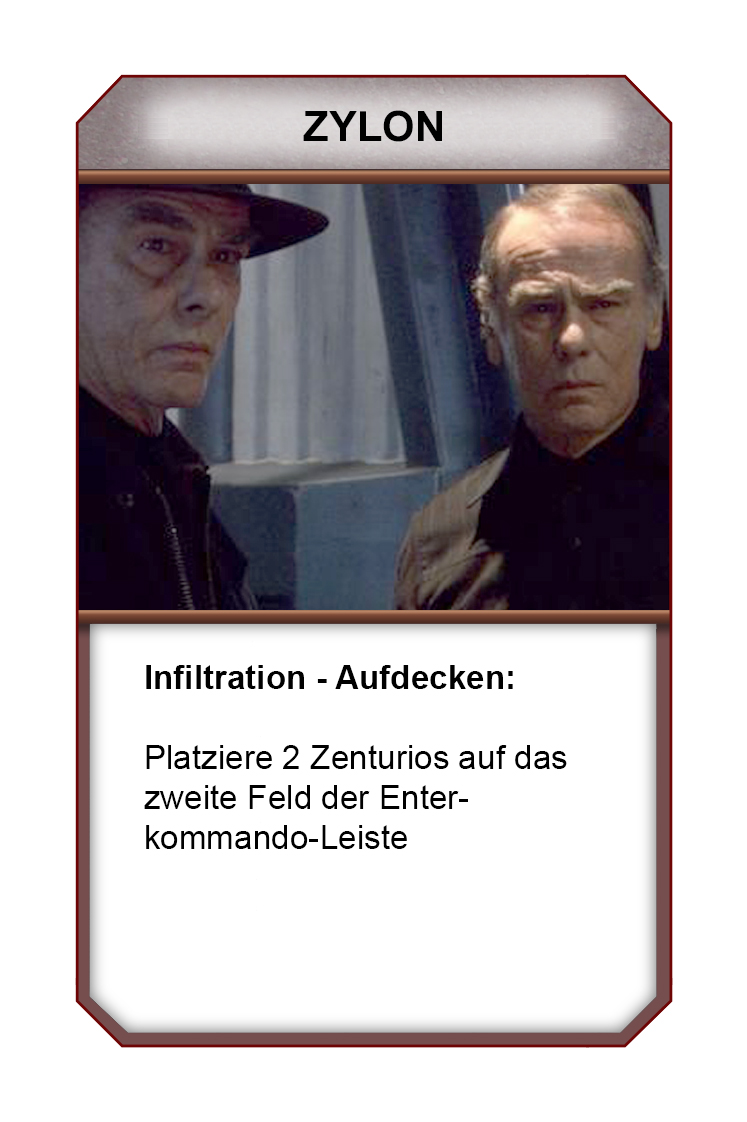 ZYLON
Infiltration - Aufdecken:
Platziere 2 Zenturios auf das
zweite Feld der Enter-
kommando-Leiste